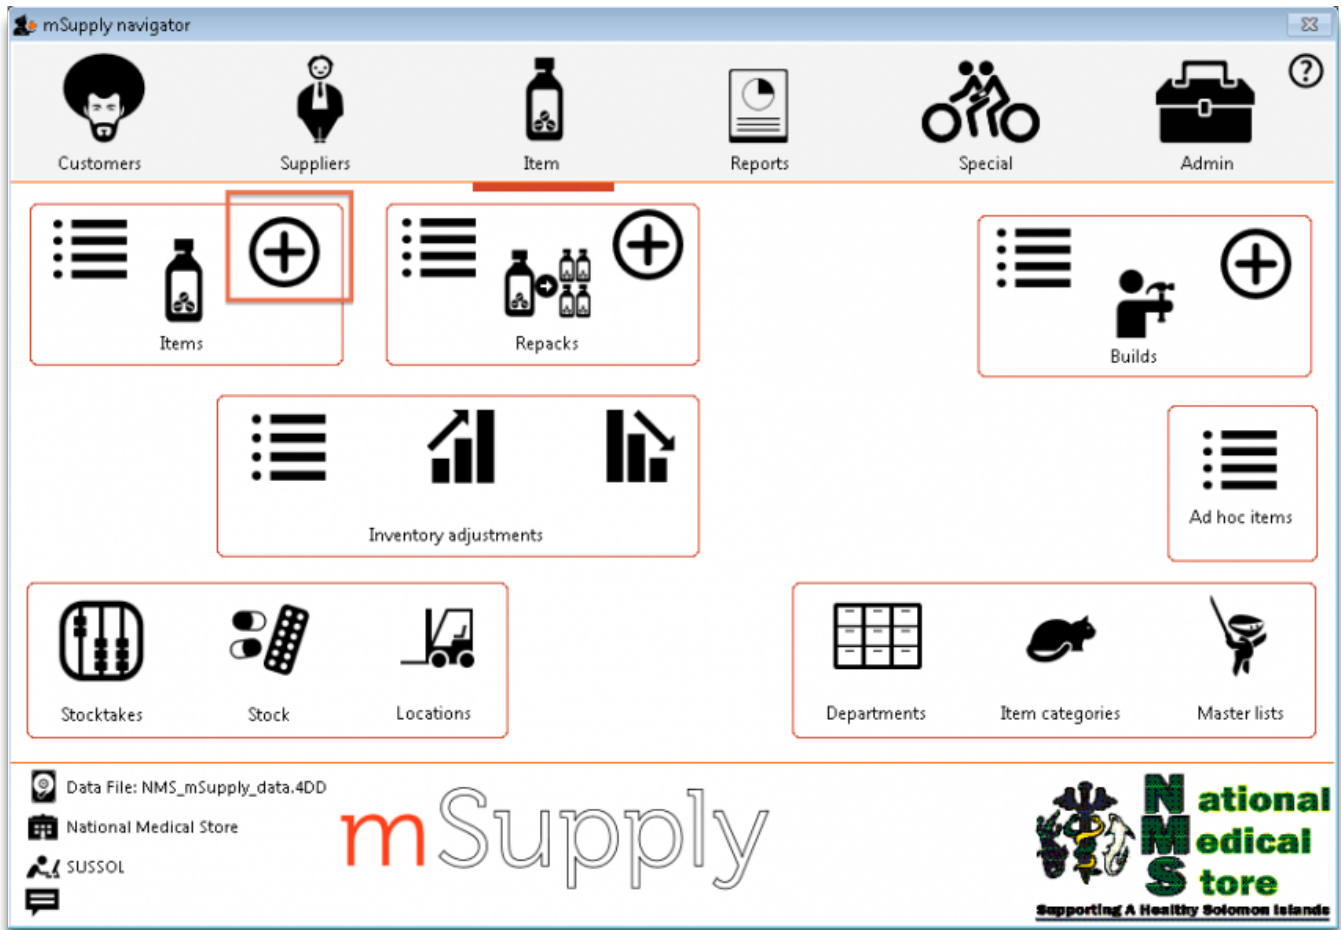 mSupply navigator
Customers
Suppliers
Item
Reports
Special
Admin
Items
Repacks
Builds
Inventory adjustments
Ad hoc items
Stocktakes
Stock
Locations
Departments
Item categories
Master lists
Data File: NMS_mSupply_data.4DD
National Medical Store
SUSSOL
mSupply
National
Medical
Store
Supporting A Healthy Solomon Islands